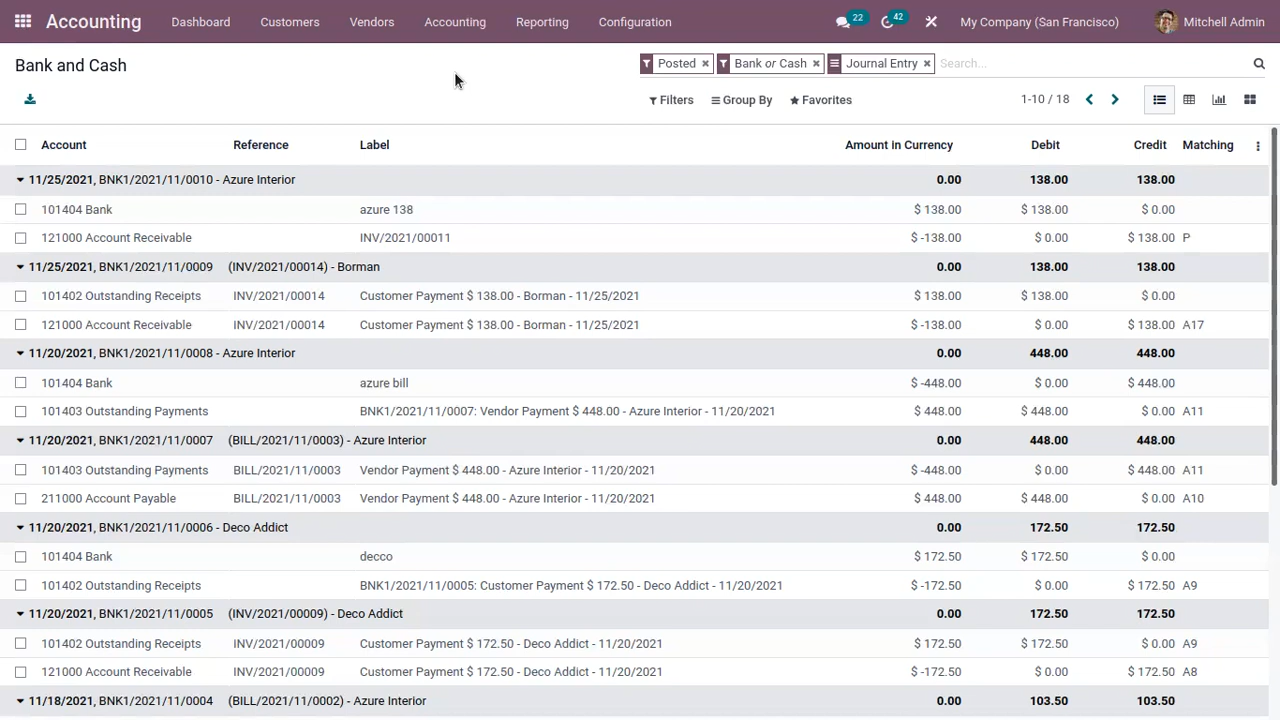 Accounting Dashboard Customers Vendors Accounting Reporting Configuration 22 42 My Company (San Francisco) Mitchell Admin
Bank and Cash
Posted × Bank or Cash × Journal Entry × Search...
Filters Group By Favorites 1-10 / 18
Account Reference Label Amount in Currency Debit Credit Matching
11/25/2021, BNK1/2021/11/0010 - Azure Interior 0.00 138.00 138.00
101404 Bank azure 138 $ 138.00 $ 138.00 $ 0.00
121000 Account Receivable INV/2021/00011 $ -138.00 $ 0.00 $ 138.00 P
11/25/2021, BNK1/2021/11/0009 (INV/2021/00014) - Borman 0.00 138.00 138.00
101402 Outstanding Receipts INV/2021/00014 Customer Payment $ 138.00 - Borman - 11/25/2021 $ 138.00 $ 138.00 $ 0.00
121000 Account Receivable INV/2021/00014 Customer Payment $ 138.00 - Borman - 11/25/2021 $ -138.00 $ 0.00 $ 138.00 A17
11/20/2021, BNK1/2021/11/0008 - Azure Interior 0.00 448.00 448.00
101404 Bank azure bill $ -448.00 $ 0.00 $ 448.00
101403 Outstanding Payments BNK1/2021/11/0007: Vendor Payment $ 448.00 - Azure Interior - 11/20/2021 $ 448.00 $ 448.00 $ 0.00 A11
11/20/2021, BNK1/2021/11/0007 (BILL/2021/11/0003) - Azure Interior 0.00 448.00 448.00
101403 Outstanding Payments BILL/2021/11/0003 Vendor Payment $ 448.00 - Azure Interior - 11/20/2021 $ -448.00 $ 0.00 $ 448.00 A11
211000 Account Payable BILL/2021/11/0003 Vendor Payment $ 448.00 - Azure Interior - 11/20/2021 $ 448.00 $ 448.00 $ 0.00 A10
11/20/2021, BNK1/2021/11/0006 - Deco Addict 0.00 172.50 172.50
101404 Bank decco $ 172.50 $ 172.50 $ 0.00
101402 Outstanding Receipts BNK1/2021/11/0005: Customer Payment $ 172.50 - Deco Addict - 11/20/2021 $ -172.50 $ 0.00 $ 172.50 A9
11/20/2021, BNK1/2021/11/0005 (INV/2021/00009) - Deco Addict 0.00 172.50 172.50
101402 Outstanding Receipts INV/2021/00009 Customer Payment $ 172.50 - Deco Addict - 11/20/2021 $ 172.50 $ 172.50 $ 0.00 A9
121000 Account Receivable INV/2021/00009 Customer Payment $ 172.50 - Deco Addict - 11/20/2021 $ -172.50 $ 0.00 $ 172.50 A8
11/18/2021, BNK1/2021/11/0004 (BILL/2021/11/0002) - Azure Interior 0.00 103.50 103.50